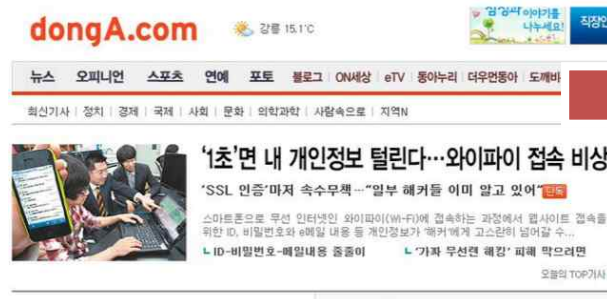 dongA.com
강릉 15.1℃
이야기를
나누세요!
직장인
뉴스 오피니언 스포츠 연예 포토 블로그 ON세상 eTV 동아누리 더우면동아 도깨비
최신기사 정치 경제 국제 사회 문화 의학과학 사람속으로 지역N
'1초'면 내 개인정보 털린다…와이파이 접속 비상
'SSL 인증'마저 속수무책…"일부 해커들 이미 알고 있어" 단독
스마트폰으로 무선 인터넷인 와이파이(Wi-Fi)에 접속하는 과정에서 웹사이트 접속을
위한 ID, 비밀번호와 e메일 내용 등 개인정보가 '해커'에게 고스란히 넘어갈 수...
ID-비밀번호-메일내용 줄줄이
'가짜 무선랜 해킹' 피해 막으려면
오늘의 TOP기사